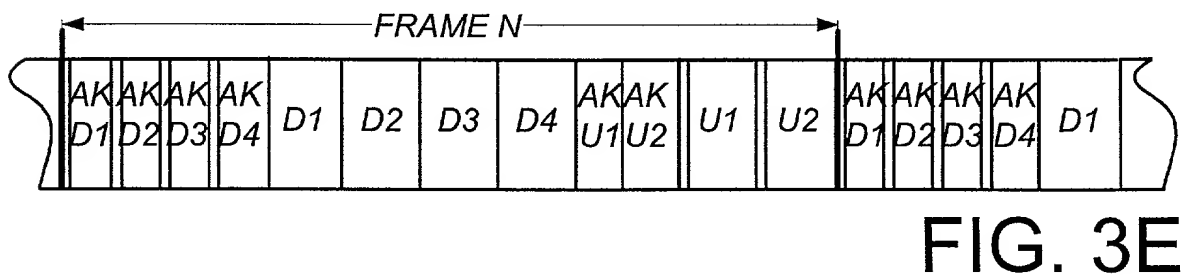 FRAME N
AK D1 AK D2 AK D3 AK D4 D1 D2 D3 D4 AK U1 AK U2 U1 U2 AK D1 AK D2 AK D3 AK D4 D1
FIG. 3E